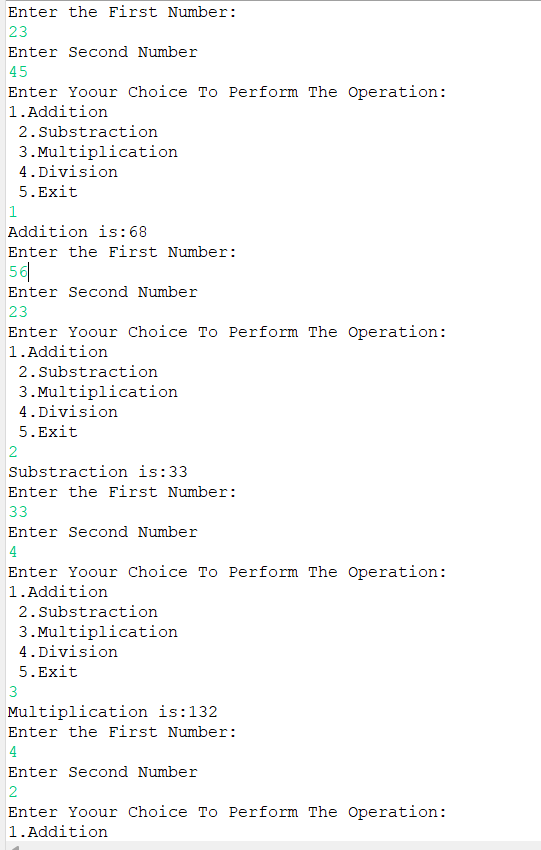 Enter the First Number:
23
Enter Second Number
45
Enter Yoour Choice To Perform The Operation:
1.Addition
 2.Substraction
 3.Multiplication
 4.Division
 5.Exit
1
Addition is:68
Enter the First Number:
56
Enter Second Number
23
Enter Yoour Choice To Perform The Operation:
1.Addition
 2.Substraction
 3.Multiplication
 4.Division
 5.Exit
2
Substraction is:33
Enter the First Number:
33
Enter Second Number
4
Enter Yoour Choice To Perform The Operation:
1.Addition
 2.Substraction
 3.Multiplication
 4.Division
 5.Exit
3
Multiplication is:132
Enter the First Number:
4
Enter Second Number
2
Enter Yoour Choice To Perform The Operation:
1.Addition